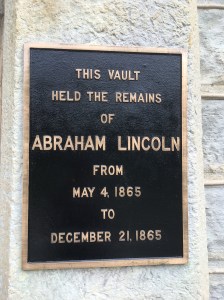 THIS VAULT
HELD THE REMAINS
OF
ABRAHAM LINCOLN
FROM
MAY 4, 1865
TO
DECEMBER 21, 1865